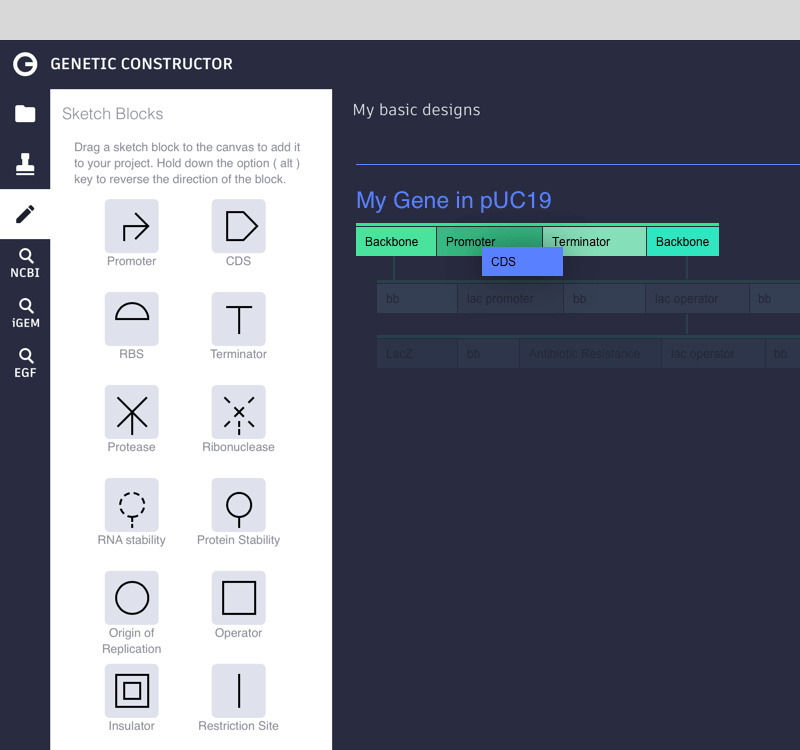 GENETIC CONSTRUCTOR
NCBI
iGEM
EGF
Sketch Blocks
Drag a sketch block to the canvas to add it
to your project. Hold down the option ( alt )
key to reverse the direction of the block.
Promoter CDS
RBS Terminator
Protease Ribonuclease
RNA stability Protein Stability
Origin of Operator
Replication
Insulator Restriction Site
My basic designs
My Gene in pUC19
Backbone Promoter Terminator Backbone
CDS
bb lac promoter bb lac operator bb
LacZ bb Antibiotic Resistance lac operator bb